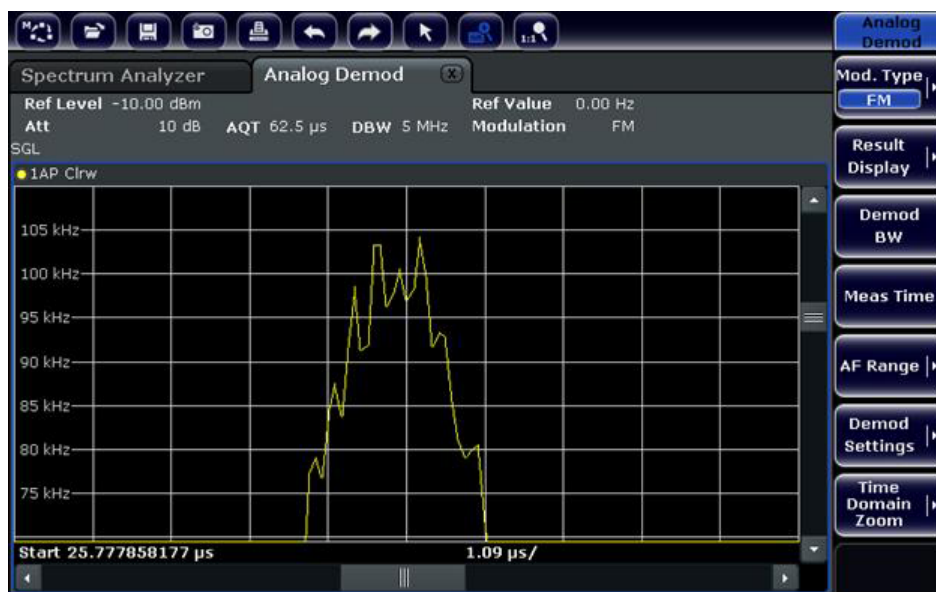 Spectrum Analyzer
Analog Demod
X
Ref Level -10.00 dBm
Ref Value 0.00 Hz
Att 10 dB AQT 62.5 µs DBW 5 MHz Modulation FM
SGL
1AP Clrw
105 kHz
100 kHz
95 kHz
90 kHz
85 kHz
80 kHz
75 kHz
Start 25.777858177 µs
1.09 µs/
M
1:1
Analog
Demod
Mod. Type
FM
Result
Display
Demod
BW
Meas Time
AF Range
Demod
Settings
Time
Domain
Zoom